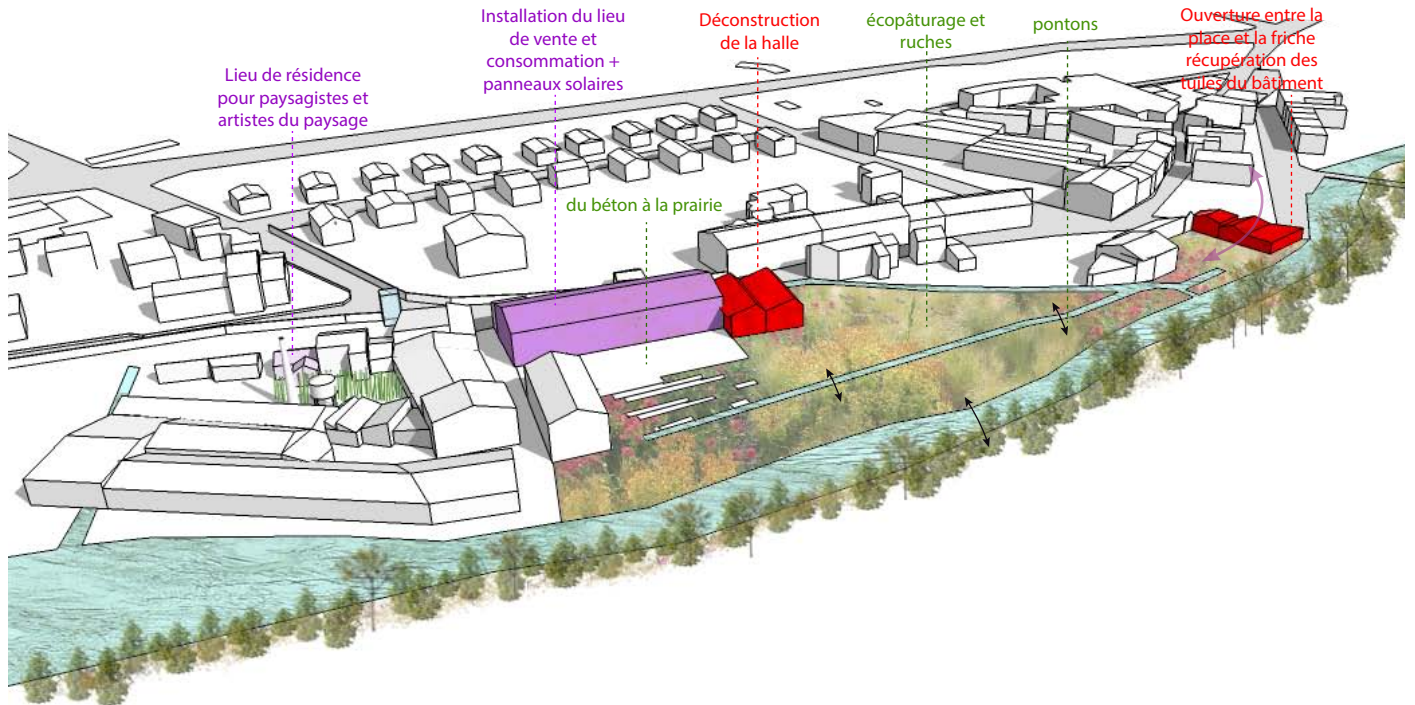 Lieu de résidence
pour paysagistes et
artistes du paysage
Installation du lieu
de vente et
consommation +
panneaux solaires
du béton à la prairie
Déconstruction
de la halle
écopâturage et
ruches
pontons
Ouverture entre la
place et la friche
récupération des
tuiles du bâtiment